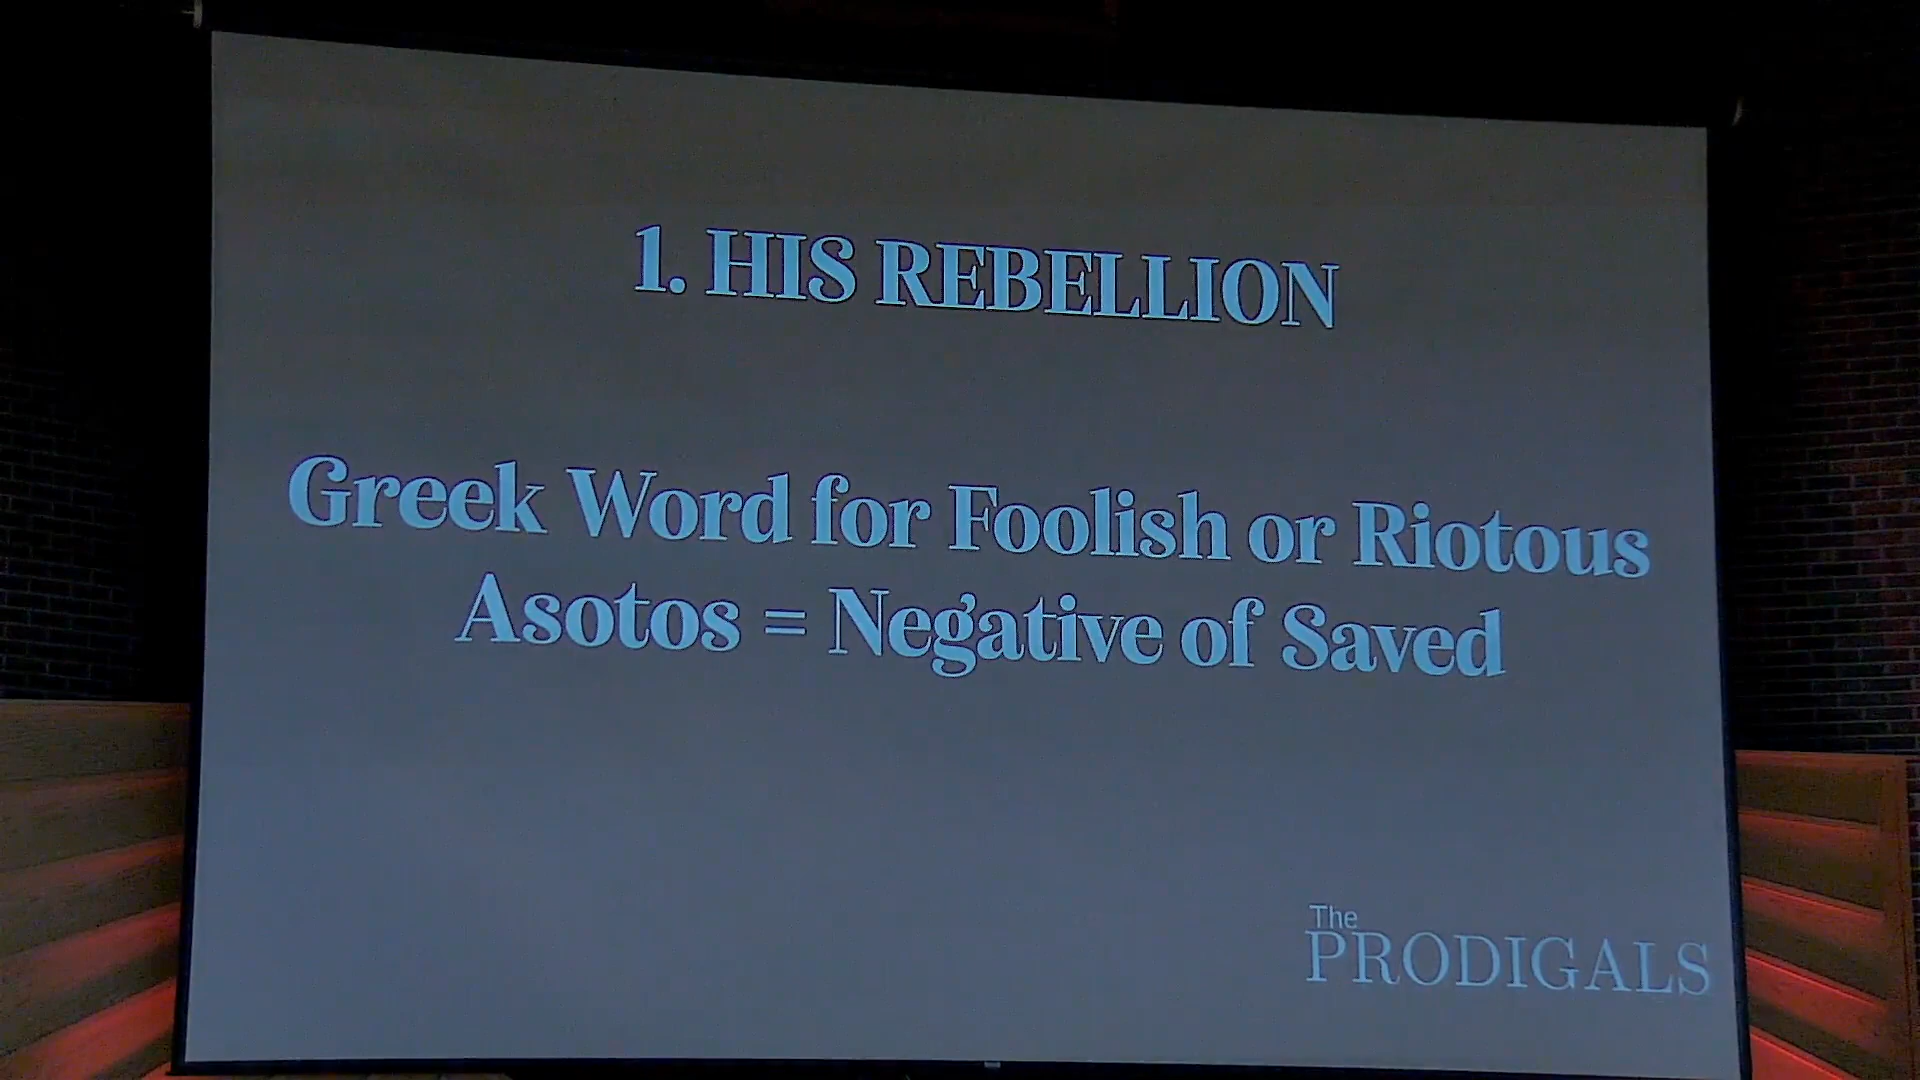 1. HIS REBELLION
Greek Word for Foolish or Riotous
Asotos = Negative of Saved
The
PRODIGALS